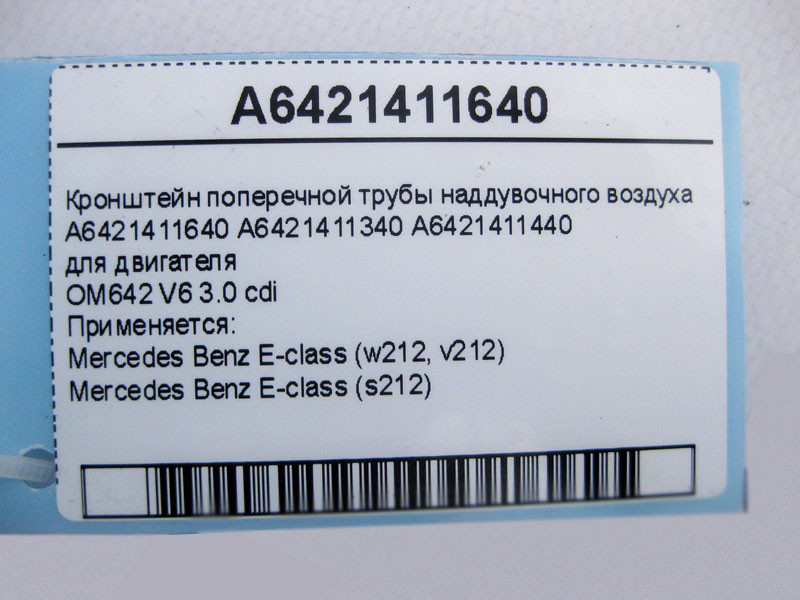 A6421411640
Кронштейн поперечной трубы наддувочного воздуха
A6421411640 A6421411340 A6421411440
для двигателя
OM642 V6 3.0 cdi
Применяется:
Mercedes Benz E-class (w212, v212)
Mercedes Benz E-class (s212)